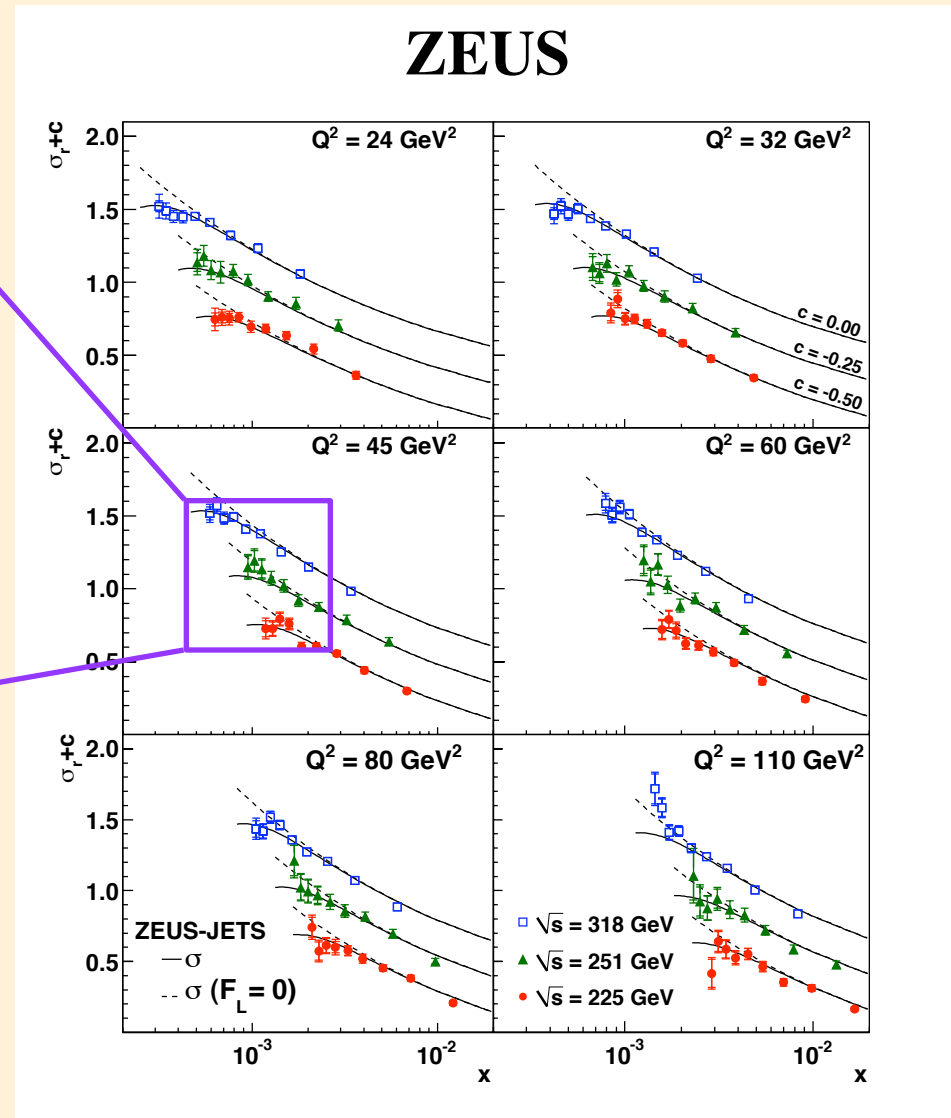 ZEUS
σr+c
2.0
1.5
1.0
0.5
Q² = 24 GeV²
Q² = 32 GeV²
c = 0.00
c = -0.25
c = -0.50
σr+c
2.0
1.5
1.0
0.5
Q² = 45 GeV²
Q² = 60 GeV²
σr+c
2.0
1.5
1.0
0.5
Q² = 80 GeV²
Q² = 110 GeV²
ZEUS-JETS
— σ
-- σ (F_L = 0)
√s = 318 GeV
√s = 251 GeV
√s = 225 GeV
10⁻³ 10⁻² 10⁻³ 10⁻²
x x